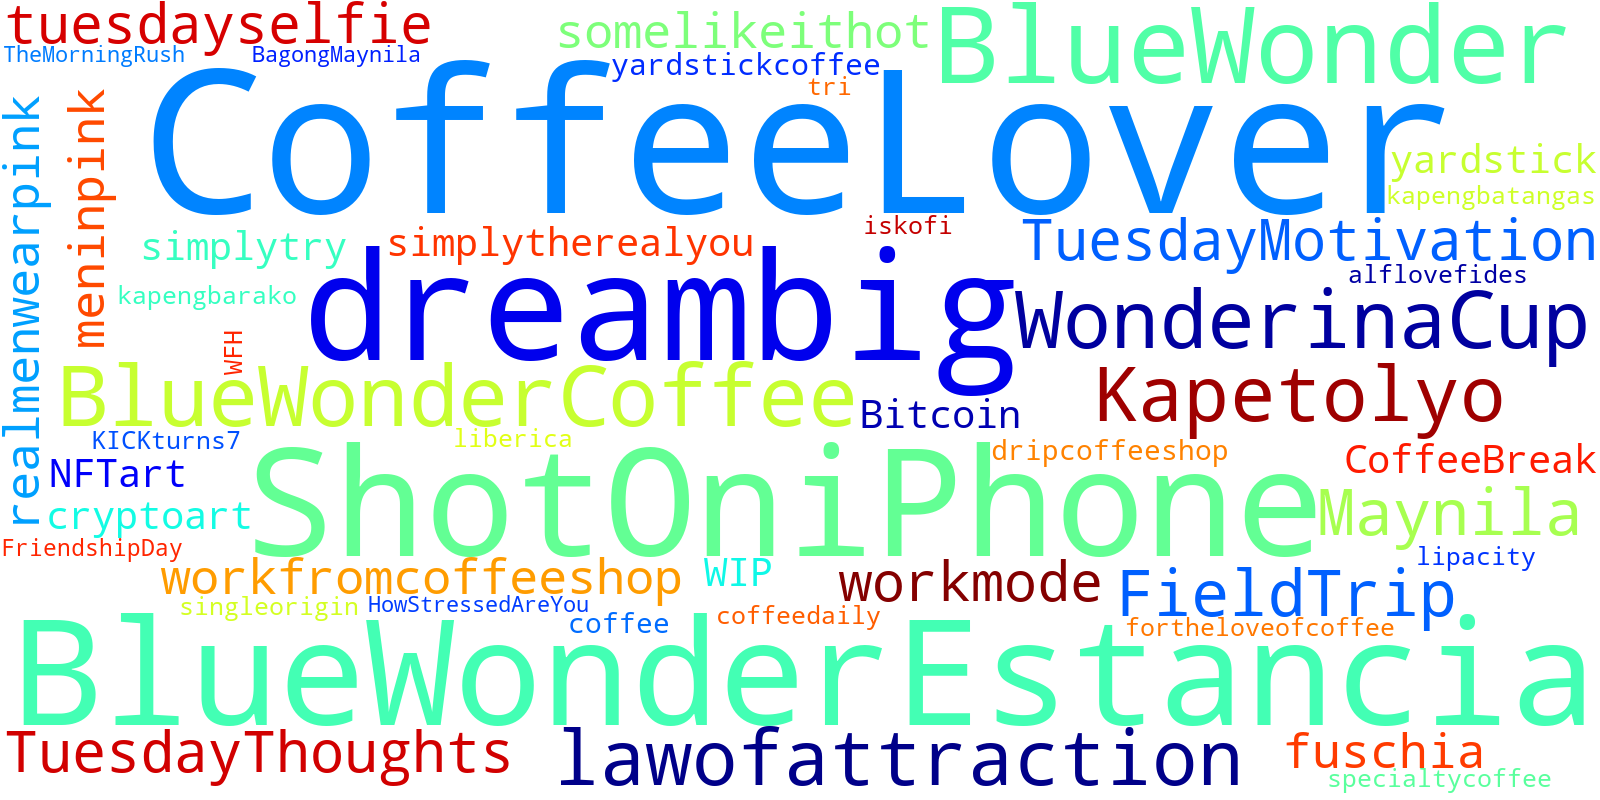 tuesdayselfie
somelikeithot
BlueWonder
TheMorningRush
BagongMaynila
yardstickcoffee
tri
CoffeeLover
realmenwearpink
meninpink
yardstick
kapengbatangas
iskofi
simplytry
simplytherealyou
TuesdayMotivation
alflovefides
kapengbarako
dreambig
WonderinaCup
WFH
BlueWonderCoffee
Kapetolyo
Bitcoin
KICKturns7
liberica
dripcoffeeshop
CoffeeBreak
NFTart
ShotOniPhone
Maynila
cryptoart
FriendshipDay
lipacity
workfromcoffeeshop
WIP
workmode
FieldTrip
singleorigin
HowStressedAreYou
coffee
coffeedaily
fortheloveofcoffee
BlueWonderEstancia
TuesdayThoughts
lawofattraction
fuschia
specialtycoffee